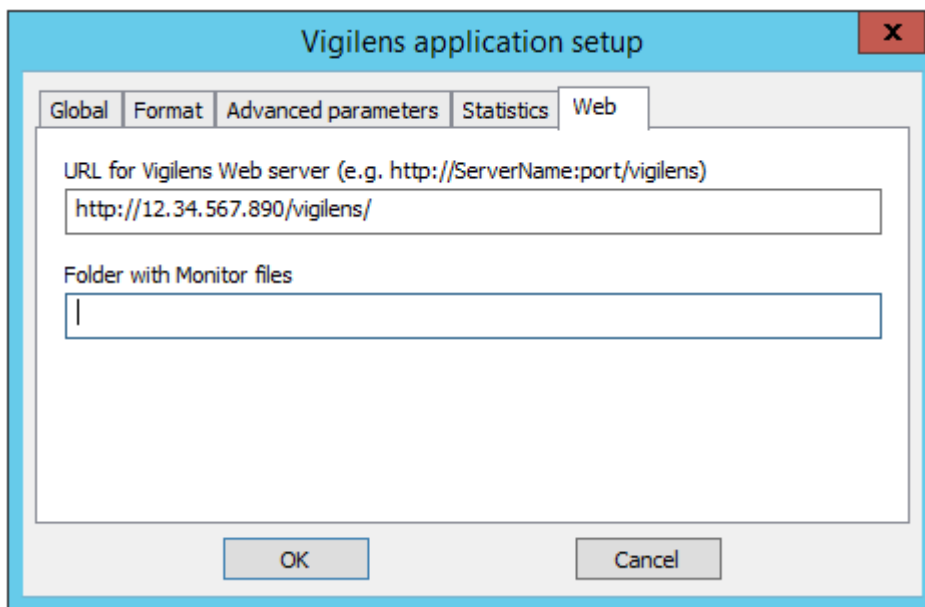 Vigilens application setup
x
Global Format Advanced parameters Statistics Web
URL for Vigilens Web server (e.g. http://ServerName:port/vigilens)
http://12.34.567.890/vigilens/
Folder with Monitor files
OK Cancel